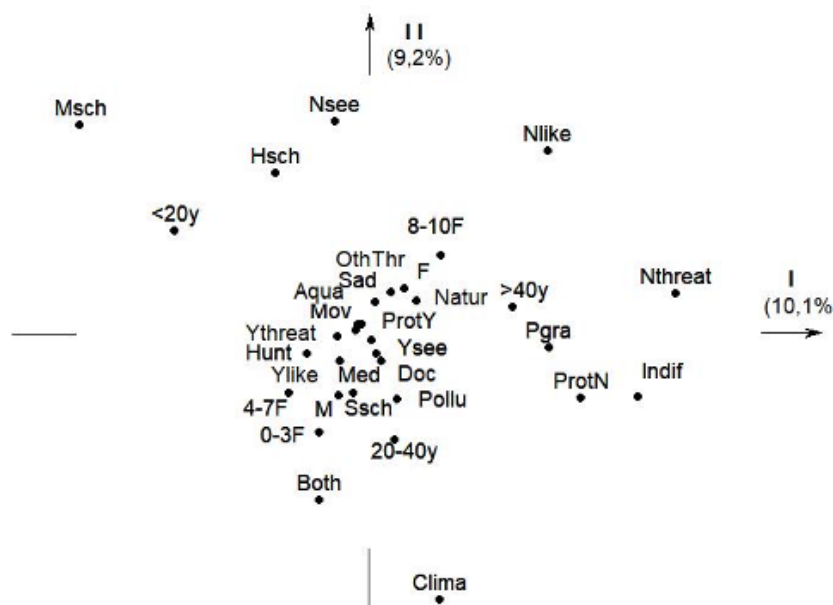 I I
(9,2%)
Msch
Nsee
Nlike
Hsch
<20y
8-10F
OthThr
F
Nthreat
I
(10,1%
Sad
Aqua
Natur
>40y
Mov
ProtY
Ythreat
Pgra
Hunt
Ysee
Ylike
Med
Doc
ProtN
Indif
4-7F
M
Ssch
Pollu
0-3F
20-40y
Both
Clima